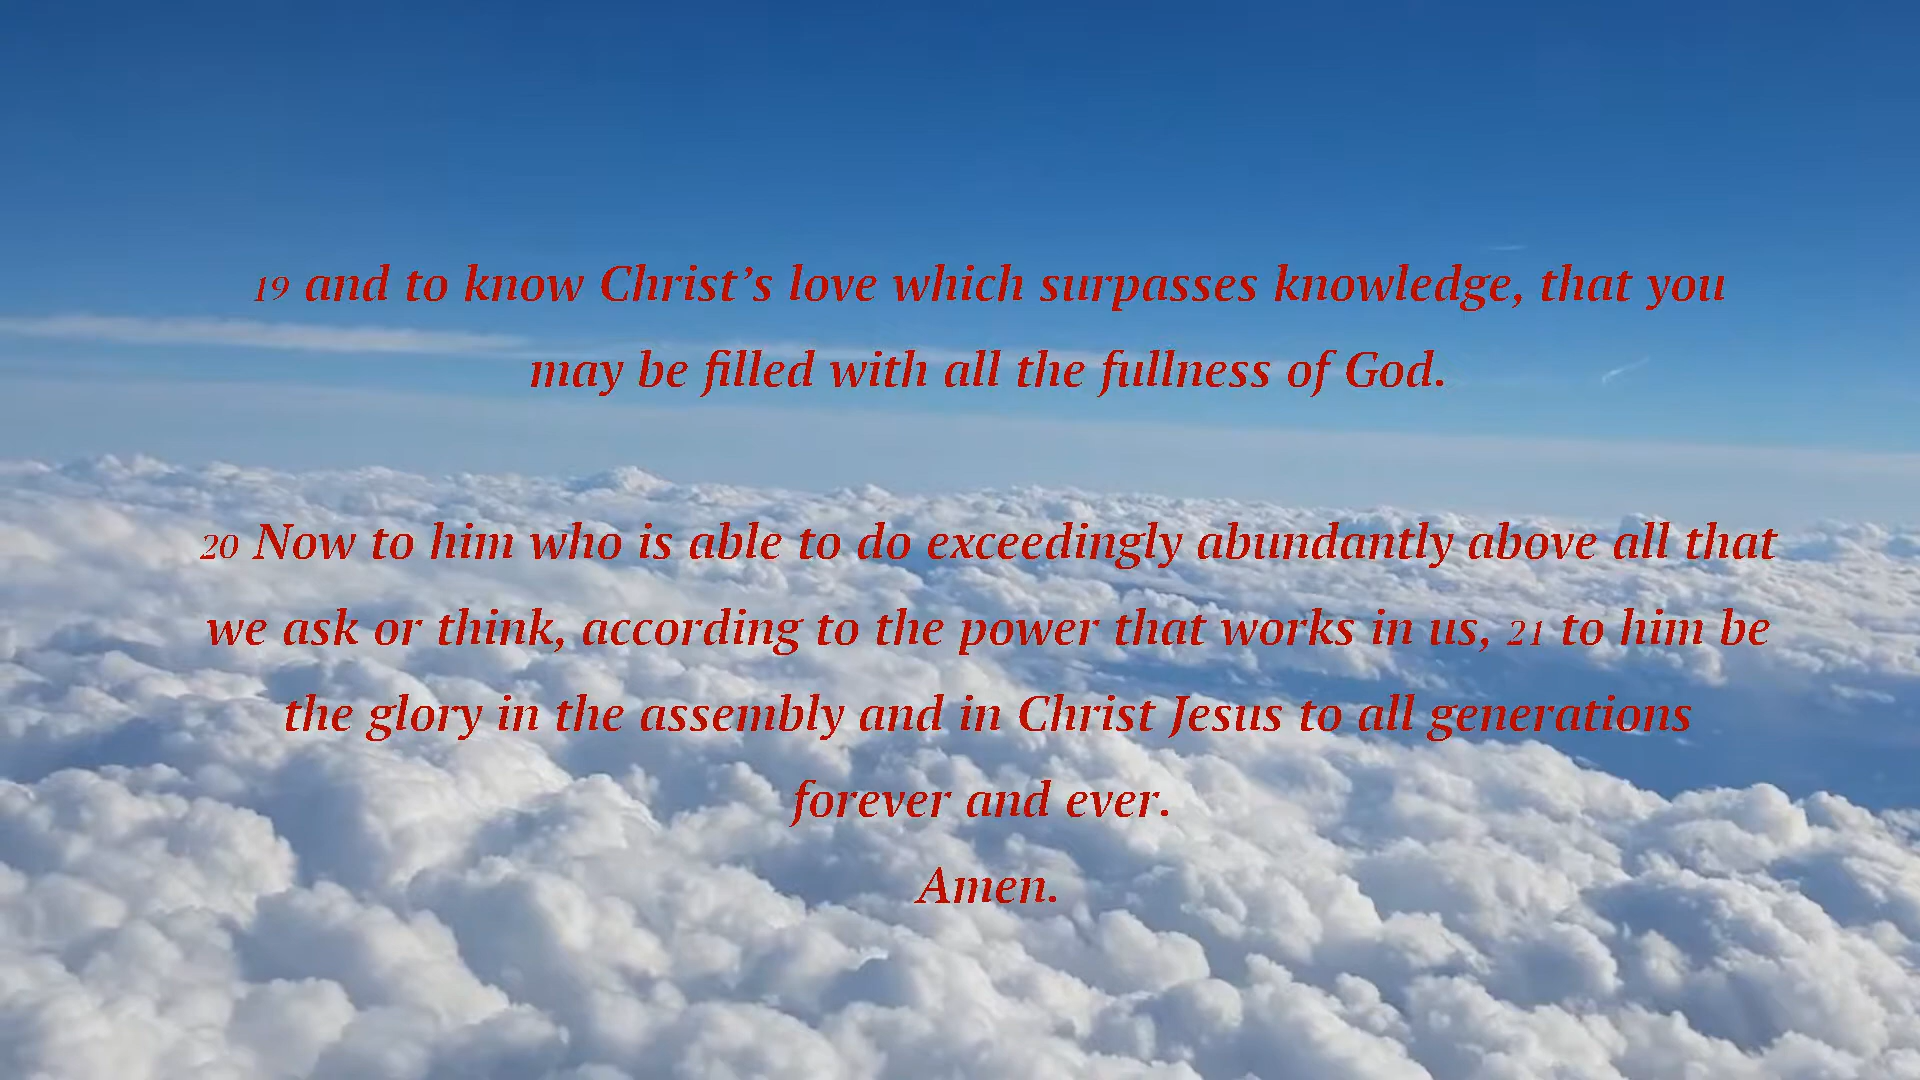 19 and to know Christ’s love which surpasses knowledge, that you
may be filled with all the fullness of God.
20 Now to him who is able to do exceedingly abundantly above all that
we ask or think, according to the power that works in us, 21 to him be
the glory in the assembly and in Christ Jesus to all generations
forever and ever.
Amen.